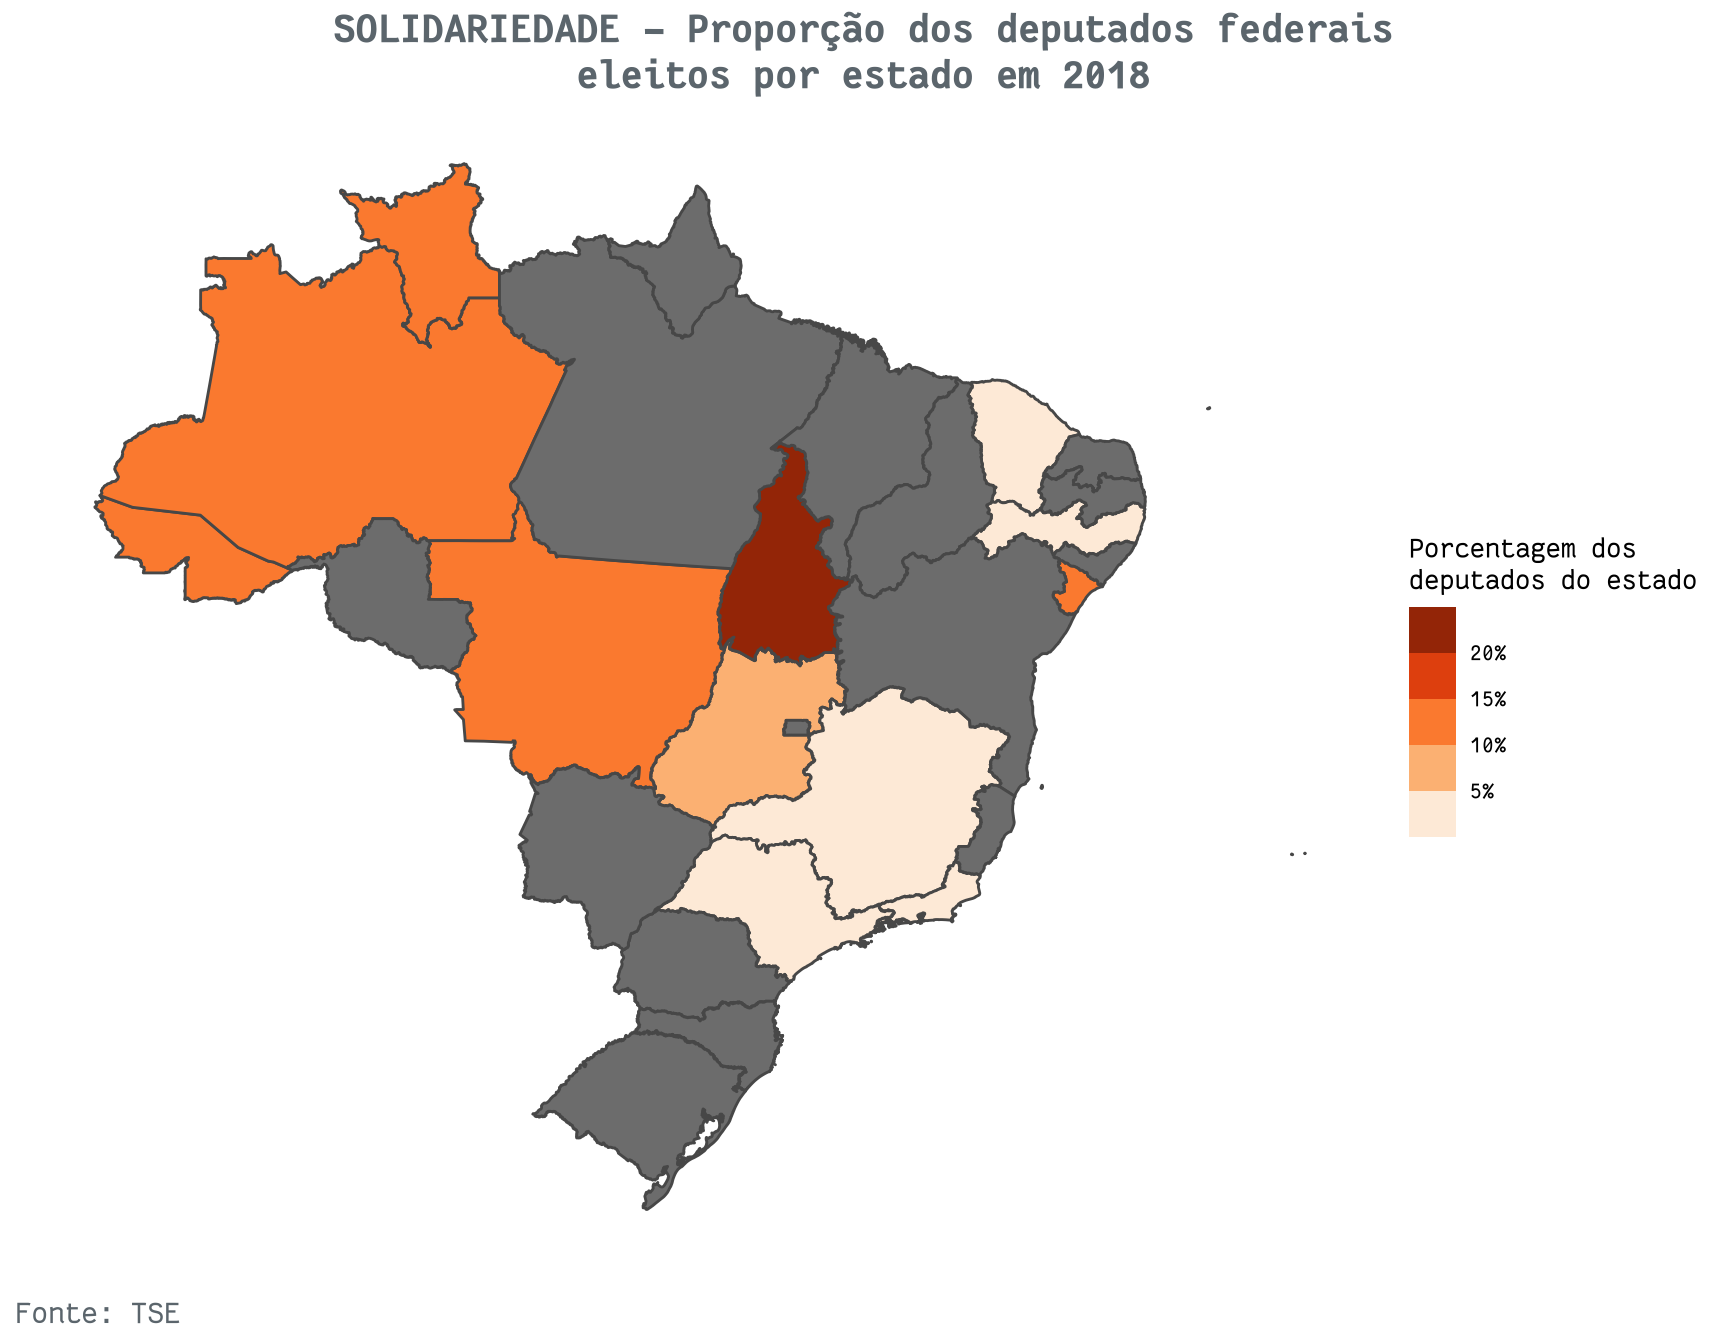 SOLIDARIEDADE – Proporção dos deputados federais
eleitos por estado em 2018
Porcentagem dos
deputados do estado
20%
15%
10%
5%
Fonte: TSE